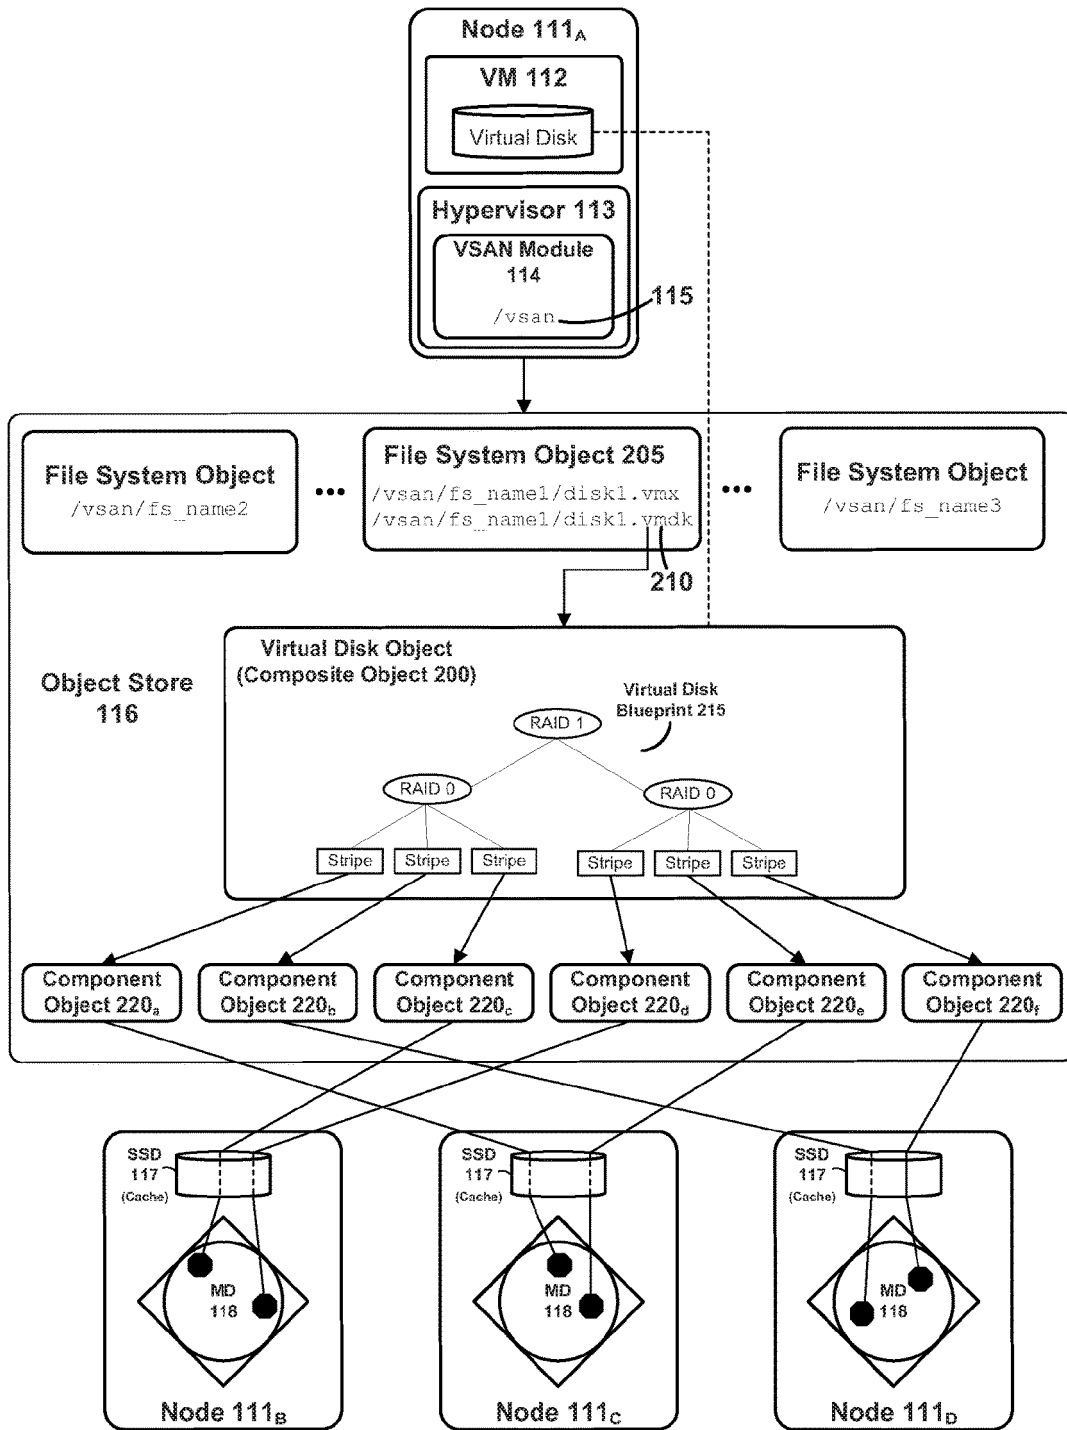 Node 111A
VM 112
Virtual Disk
Hypervisor 113
VSAN Module
114
/vsan
115
File System Object
/vsan/fs_name2
•••
File System Object 205
/vsan/fs_name1/disk1.vmx
/vsan/fs_name1/disk1.vmdk
•••
File System Object
/vsan/fs_name3
210
Virtual Disk Object
(Composite Object 200)
Object Store
116
Virtual Disk
Blueprint 215
RAID 1
RAID 0
RAID 0
Stripe
Stripe
Stripe
Stripe
Stripe
Stripe
Component
Object 220a
Component
Object 220b
Component
Object 220c
Component
Object 220d
Component
Object 220e
Component
Object 220f
SSD
117
(Cache)
MD
118
Node 111B
SSD
117
(Cache)
MD
118
Node 111C
SSD
117
(Cache)
MD
118
Node 111D